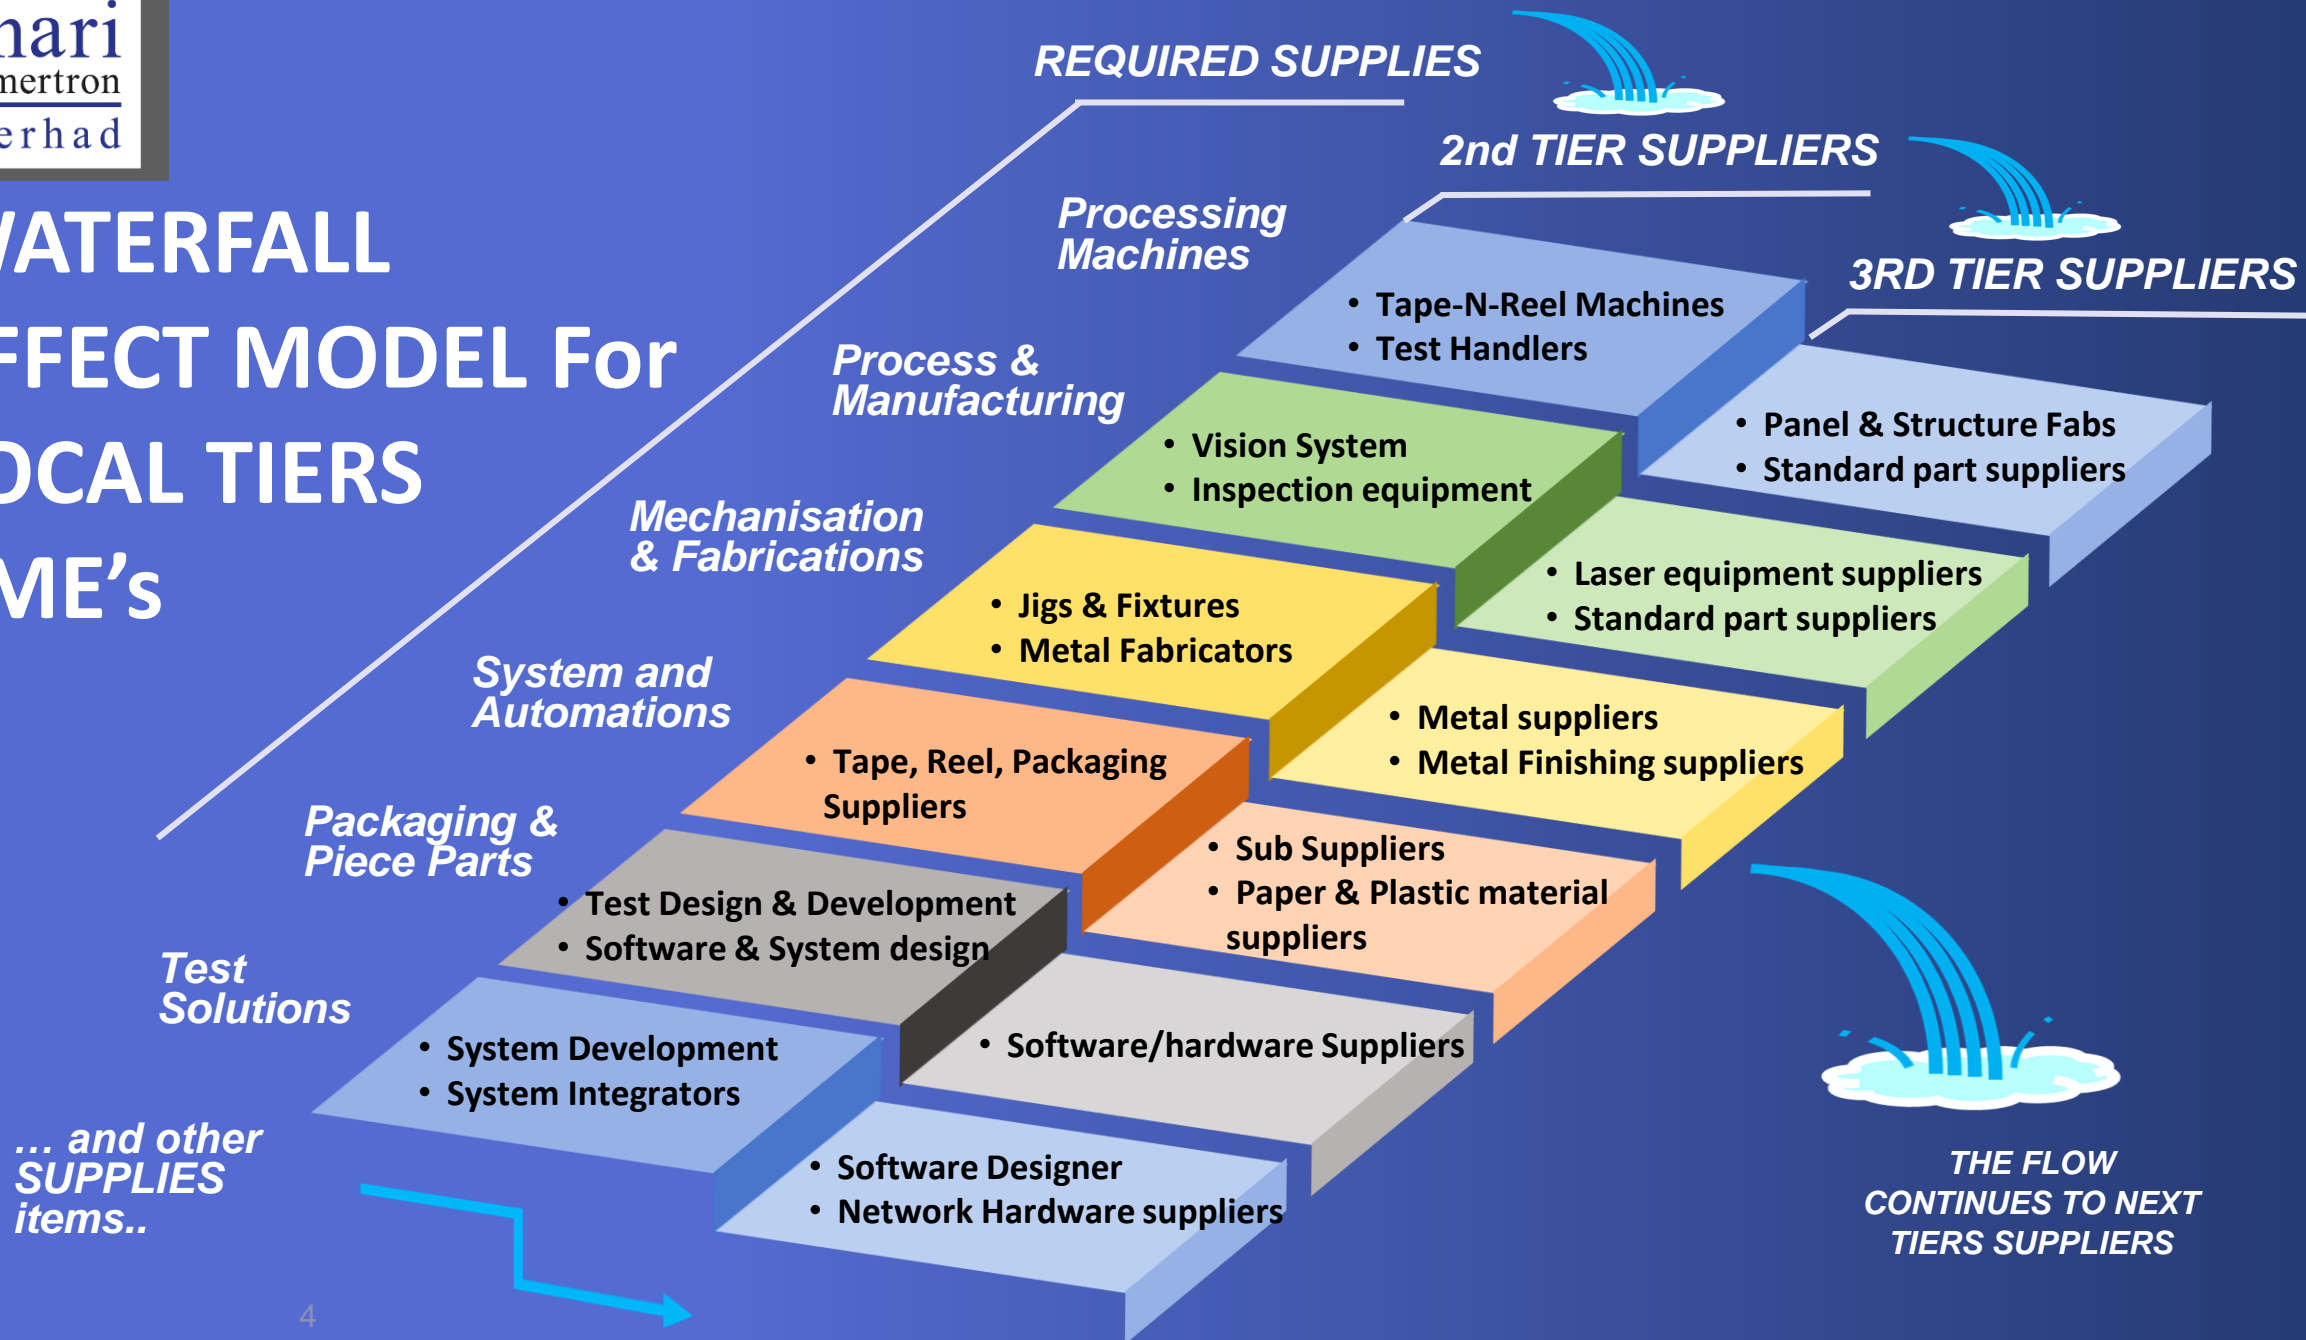 nari
mertron
erhad
WATERFALL
FFECT MODEL For
OCAL TIERS
ME's
REQUIRED SUPPLIES
2nd TIER SUPPLIERS
3RD TIER SUPPLIERS
Processing
Machines
• Tape-N-Reel Machines
• Test Handlers
• Panel & Structure Fabs
• Standard part suppliers
Process &
Manufacturing
• Vision System
• Inspection equipment
• Laser equipment suppliers
• Standard part suppliers
Mechanisation
& Fabrications
• Jigs & Fixtures
• Metal Fabricators
• Metal suppliers
• Metal Finishing suppliers
System and
Automations
• Tape, Reel, Packaging
Suppliers
• Sub Suppliers
• Paper & Plastic material
suppliers
Packaging &
Piece Parts
• Test Design & Development
• Software & System design
• Software/hardware Suppliers
Test
Solutions
• System Development
• System Integrators
• Software Designer
• Network Hardware suppliers
... and other
SUPPLIES
items..
THE FLOW
CONTINUES TO NEXT
TIERS SUPPLIERS
4